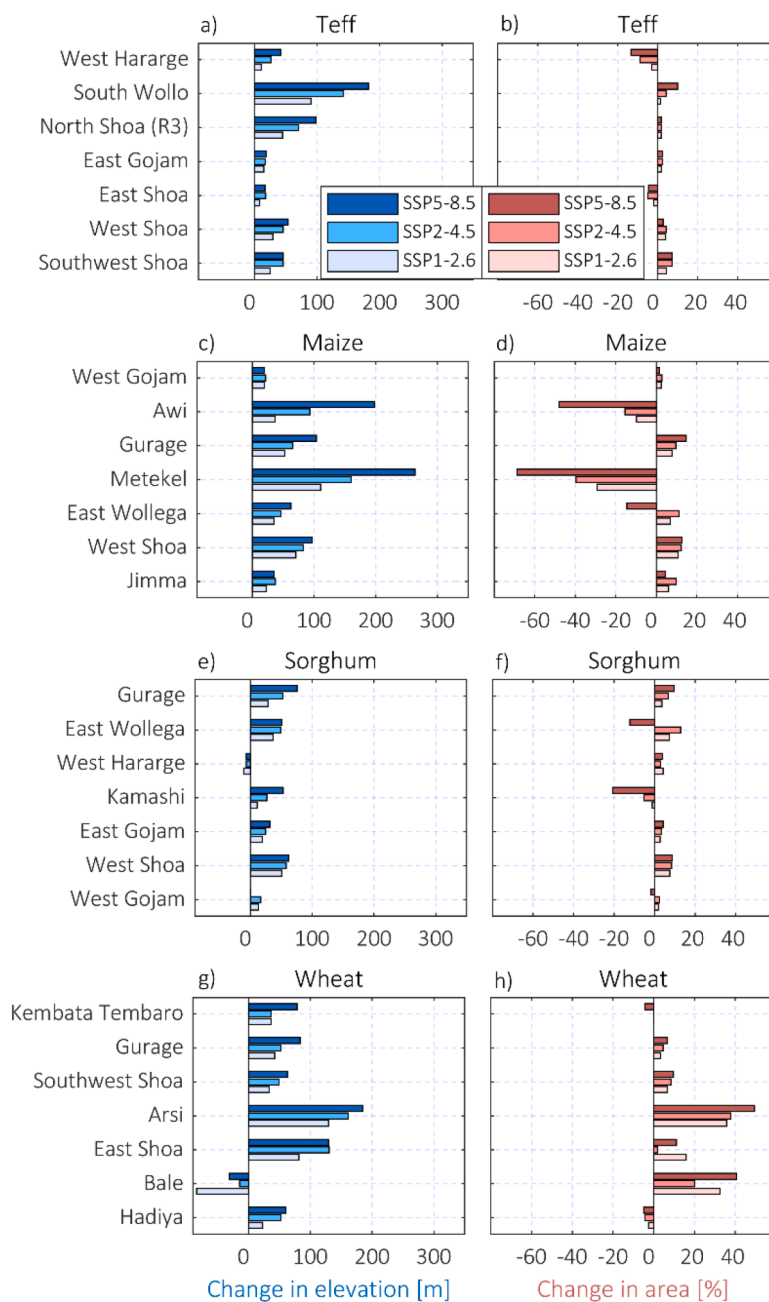 a) Teff
b) Teff
West Hararge
South Wollo
North Shoa (R3)
East Gojam
East Shoa
West Shoa
Southwest Shoa
SSP5-8.5 SSP5-8.5
SSP2-4.5 SSP2-4.5
SSP1-2.6 SSP1-2.6
0 100 200 300
-60 -40 -20 0 20 40
c) Maize
d) Maize
West Gojam
Awi
Gurage
Metekel
East Wollega
West Shoa
Jimma
0 100 200 300
-60 -40 -20 0 20 40
e) Sorghum
f) Sorghum
Gurage
East Wollega
West Hararge
Kamashi
East Gojam
West Shoa
West Gojam
0 100 200 300
-60 -40 -20 0 20 40
g) Wheat
h) Wheat
Kembata Tembaro
Gurage
Southwest Shoa
Arsi
East Shoa
Bale
Hadiya
0 100 200 300
-60 -40 -20 0 20 40
Change in elevation [m]
Change in area [%]